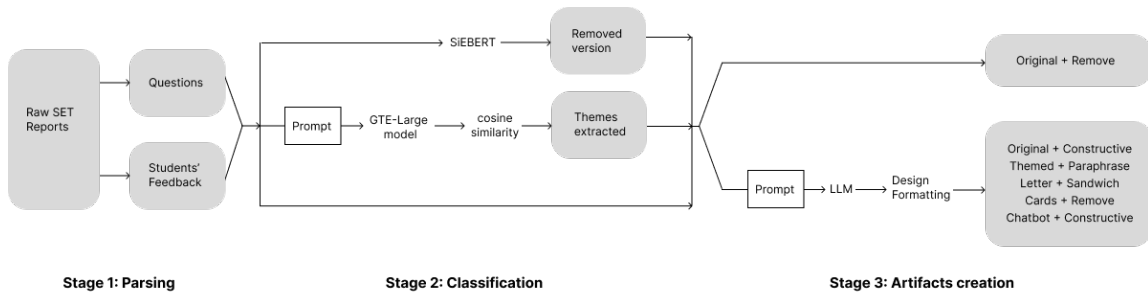 Raw SET
Reports
Questions
Students’
Feedback
SiEBERT
Removed
version
Prompt
GTE-Large
model
cosine
similarity
Themes
extracted
Original + Remove
Prompt
LLM
Design
Formatting
Original + Constructive
Themed + Paraphrase
Letter + Sandwich
Cards + Remove
Chatbot + Constructive
Stage 1: Parsing
Stage 2: Classification
Stage 3: Artifacts creation